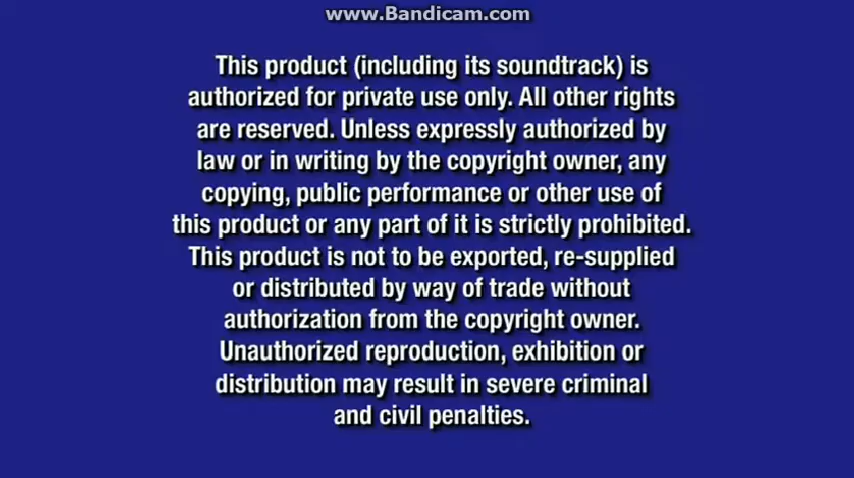 www.Bandicam.com
This product (including its soundtrack) is
authorized for private use only. All other rights
are reserved. Unless expressly authorized by
law or in writing by the copyright owner, any
copying, public performance or other use of
this product or any part of it is strictly prohibited.
This product is not to be exported, re-supplied
or distributed by way of trade without
authorization from the copyright owner.
Unauthorized reproduction, exhibition or
distribution may result in severe criminal
and civil penalties.